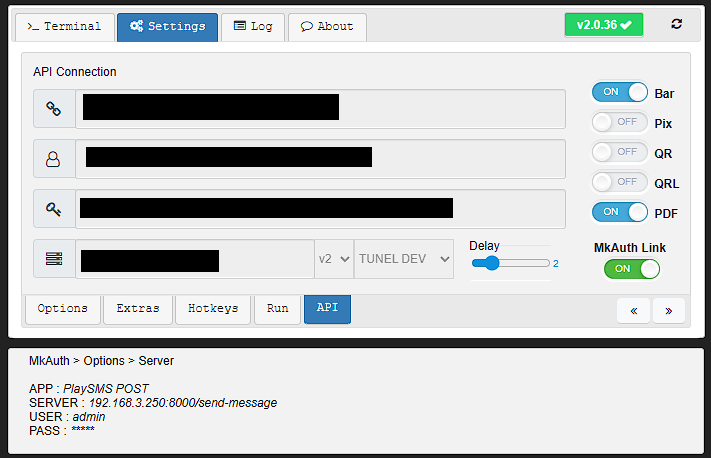 >_ Terminal
Settings
Log
About
v2.0.36
API Connection
ON Bar
OFF Pix
OFF QR
OFF QRL
ON PDF
v2
TUNEL DEV
Delay
2
MkAuth Link
ON
Options
Extras
Hotkeys
Run
API
«
»
MkAuth > Options > Server
APP : PlaySMS POST
SERVER : 192.168.3.250:8000/send-message
USER : admin
PASS : *****